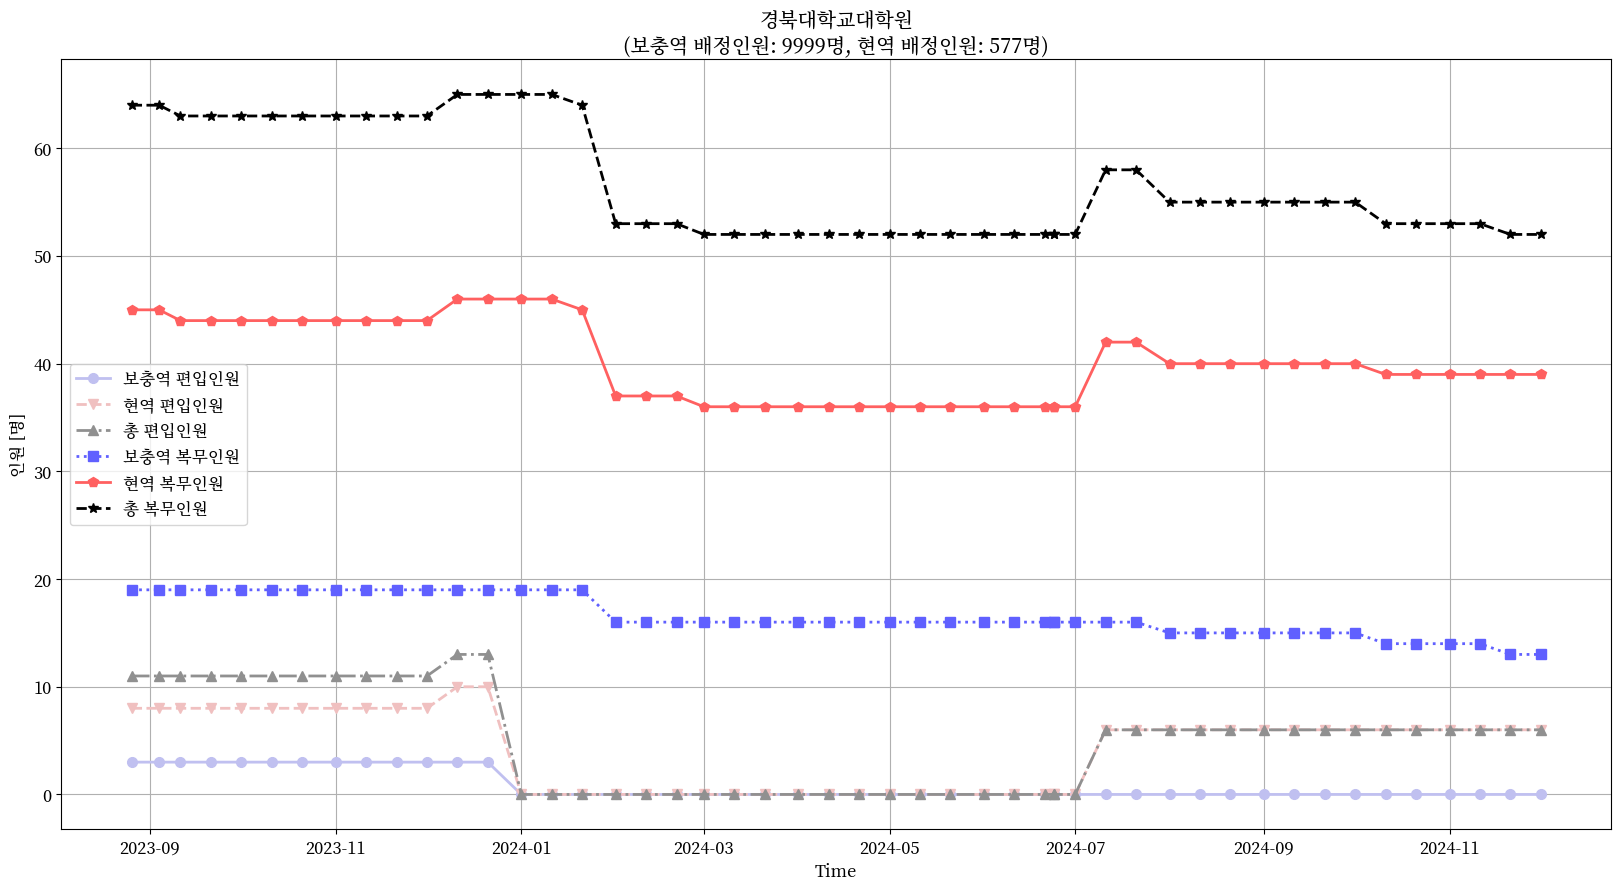 경북대학교대학원
(보충역 배정인원: 9999명, 현역 배정인원: 577명)
인원 [명]
60
50
40
30
20
10
0
보충역 편입인원
현역 편입인원
총 편입인원
보충역 복무인원
현역 복무인원
총 복무인원
2023-09 2023-11 2024-01 2024-03 2024-05 2024-07 2024-09 2024-11
Time